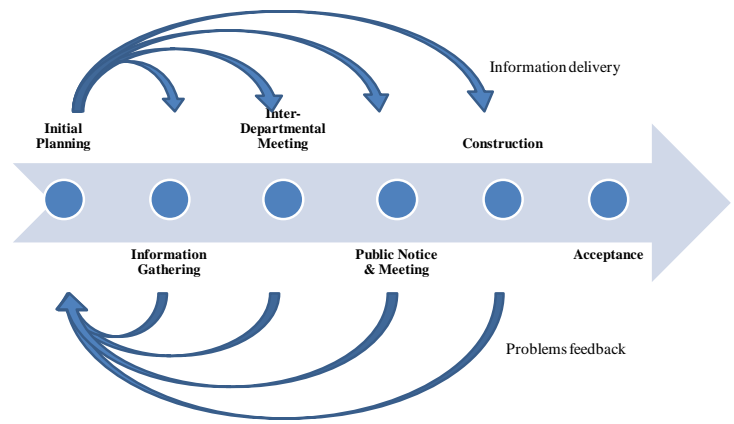 Information delivery
Initial
Planning
Inter-
Departmental
Meeting
Construction
Information
Gathering
Public Notice
& Meeting
Acceptance
Problems feedback